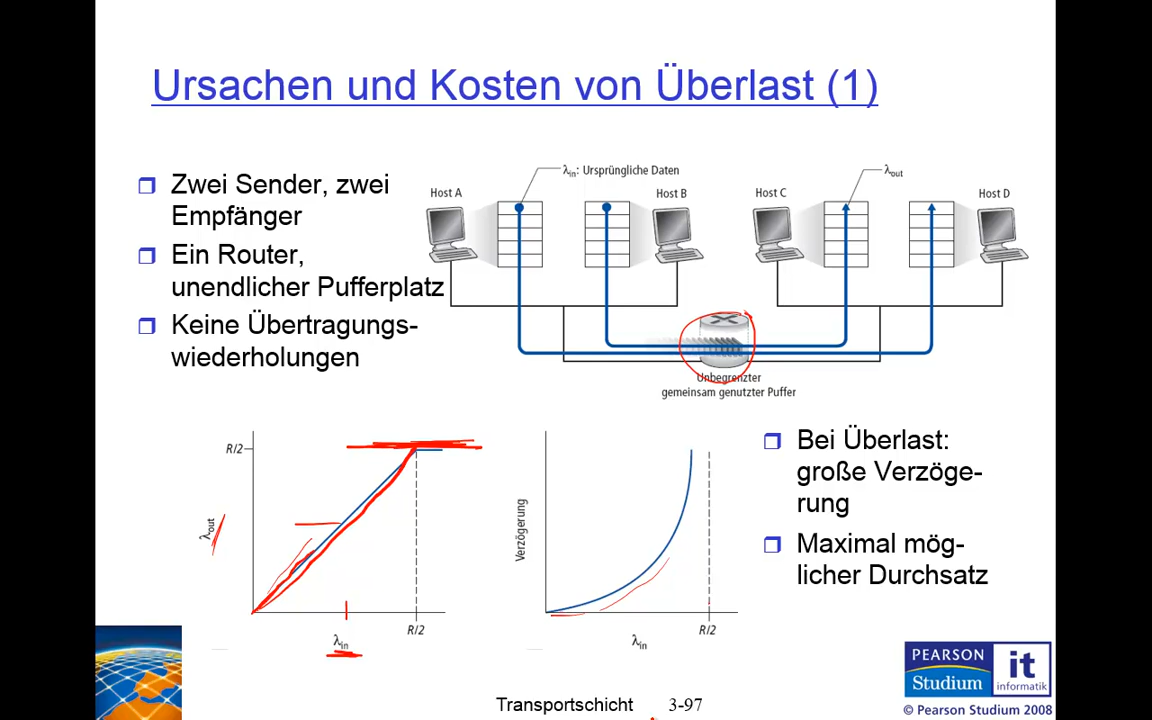 Ursachen und Kosten von Überlast (1)
Zwei Sender, zwei
Empfänger
Ein Router,
unendlicher Pufferplatz
Keine Übertragungs-
wiederholungen
λin: Ursprüngliche Daten
λout
Host A
Host B
Host C
Host D
Unbegrenzter
gemeinsam genutzter Puffer
R/2
λout
λin
R/2
Verzögerung
λin
R/2
Bei Überlast:
große Verzöge-
rung
Maximal mög-
licher Durchsatz
Transportschicht 3-97
PEARSON
Studium
it
informatik
© Pearson Studium 2008